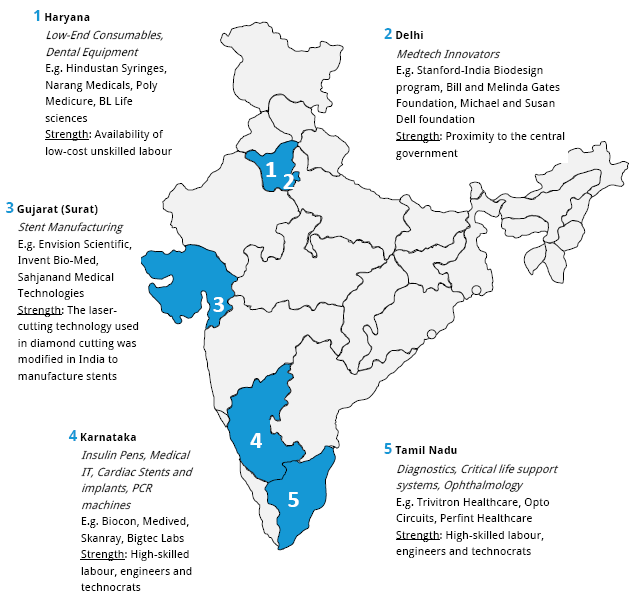 1 Haryana
Low-End Consumables,
Dental Equipment
E.g. Hindustan Syringes,
Narang Medicals, Poly
Medicure, BL Life
sciences
Strength: Availability of
low-cost unskilled labour
2 Delhi
Medtech Innovators
E.g. Stanford-India Biodesign
program, Bill and Melinda Gates
Foundation, Michael and Susan
Dell foundation
Strength: Proximity to the central
government
1
2
3 Gujarat (Surat)
Stent Manufacturing
E.g. Envision Scientific,
Invent Bio-Med,
Sahjanand Medical
Technologies
Strength: The laser-
cutting technology used
in diamond cutting was
modified in India to
manufacture stents
3
4 Karnataka
Insulin Pens, Medical
IT, Cardiac Stents and
implants, PCR
machines
E.g. Biocon, Medived,
Skanray, Bigtec Labs
Strength: High-skilled
labour, engineers and
technocrats
4
5
5 Tamil Nadu
Diagnostics, Critical life support
systems, Ophthalmology
E.g. Trivitron Healthcare, Opto
Circuits, Perfint Healthcare
Strength: High-skilled labour,
engineers and technocrats